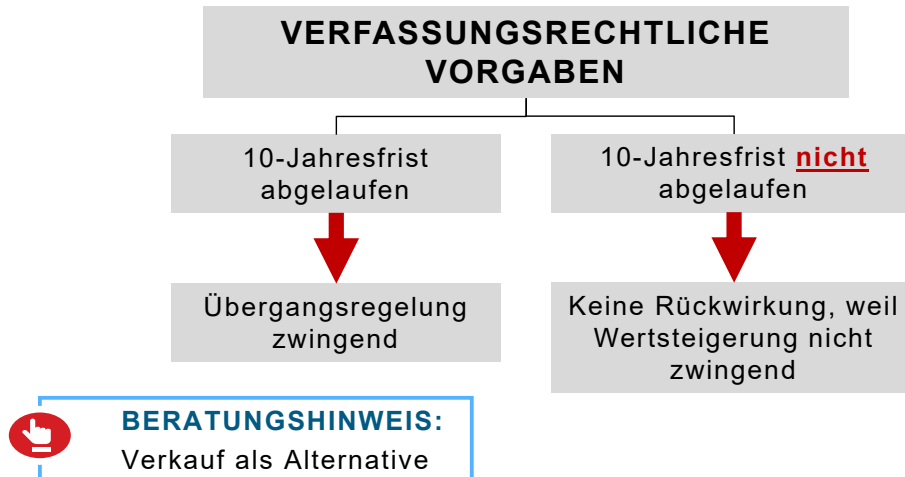 VERFASSUNGSRECHTLICHE
VORGABEN
10-Jahresfrist
abgelaufen
10-Jahresfrist nicht
abgelaufen
Übergangsregelung
zwingend
Keine Rückwirkung, weil
Wertsteigerung nicht
zwingend
BERATUNGSHINWEIS:
Verkauf als Alternative